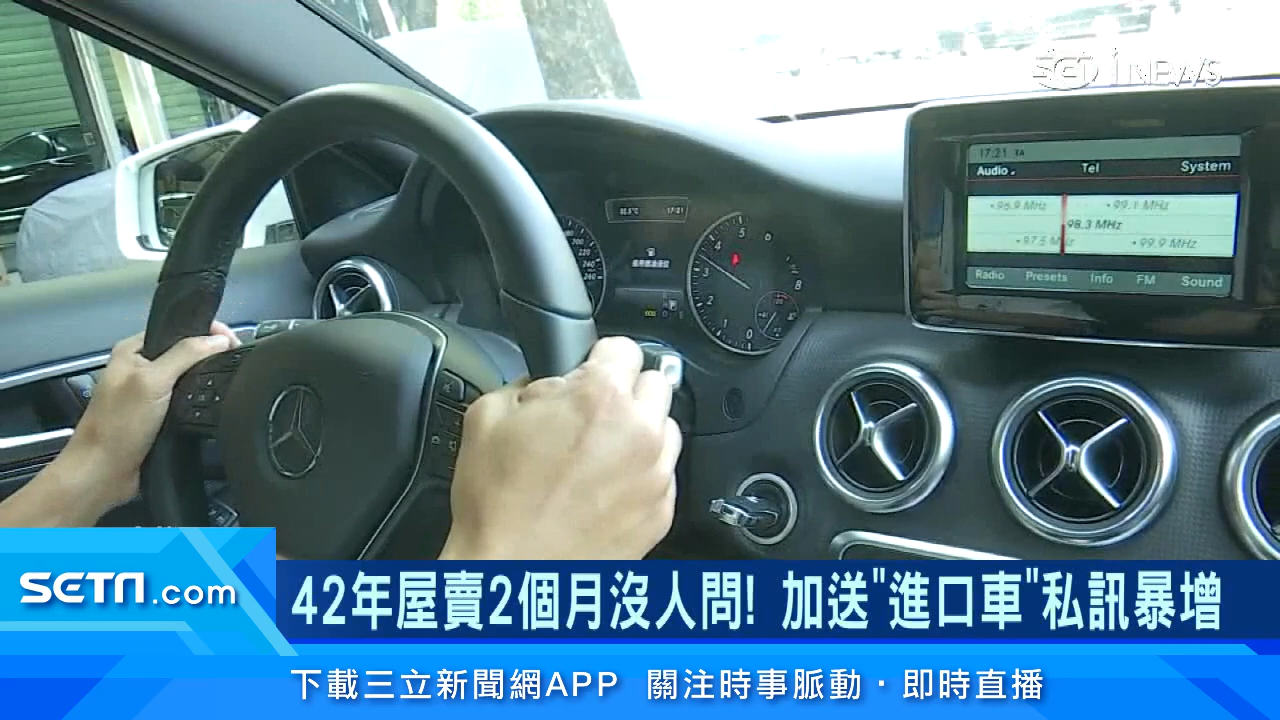 SET iNEWS
17:21
Audio Tel System
96.9 MHz 99.1 MHz
98.3 MHz
97.5 MHz 99.9 MHz
Radio Presets Info FM Sound
17:21
SETN.com
42年屋賣2個月沒人問! 加送"進口車"私訊暴增
下載三立新聞網APP 關注時事脈動·即時直播